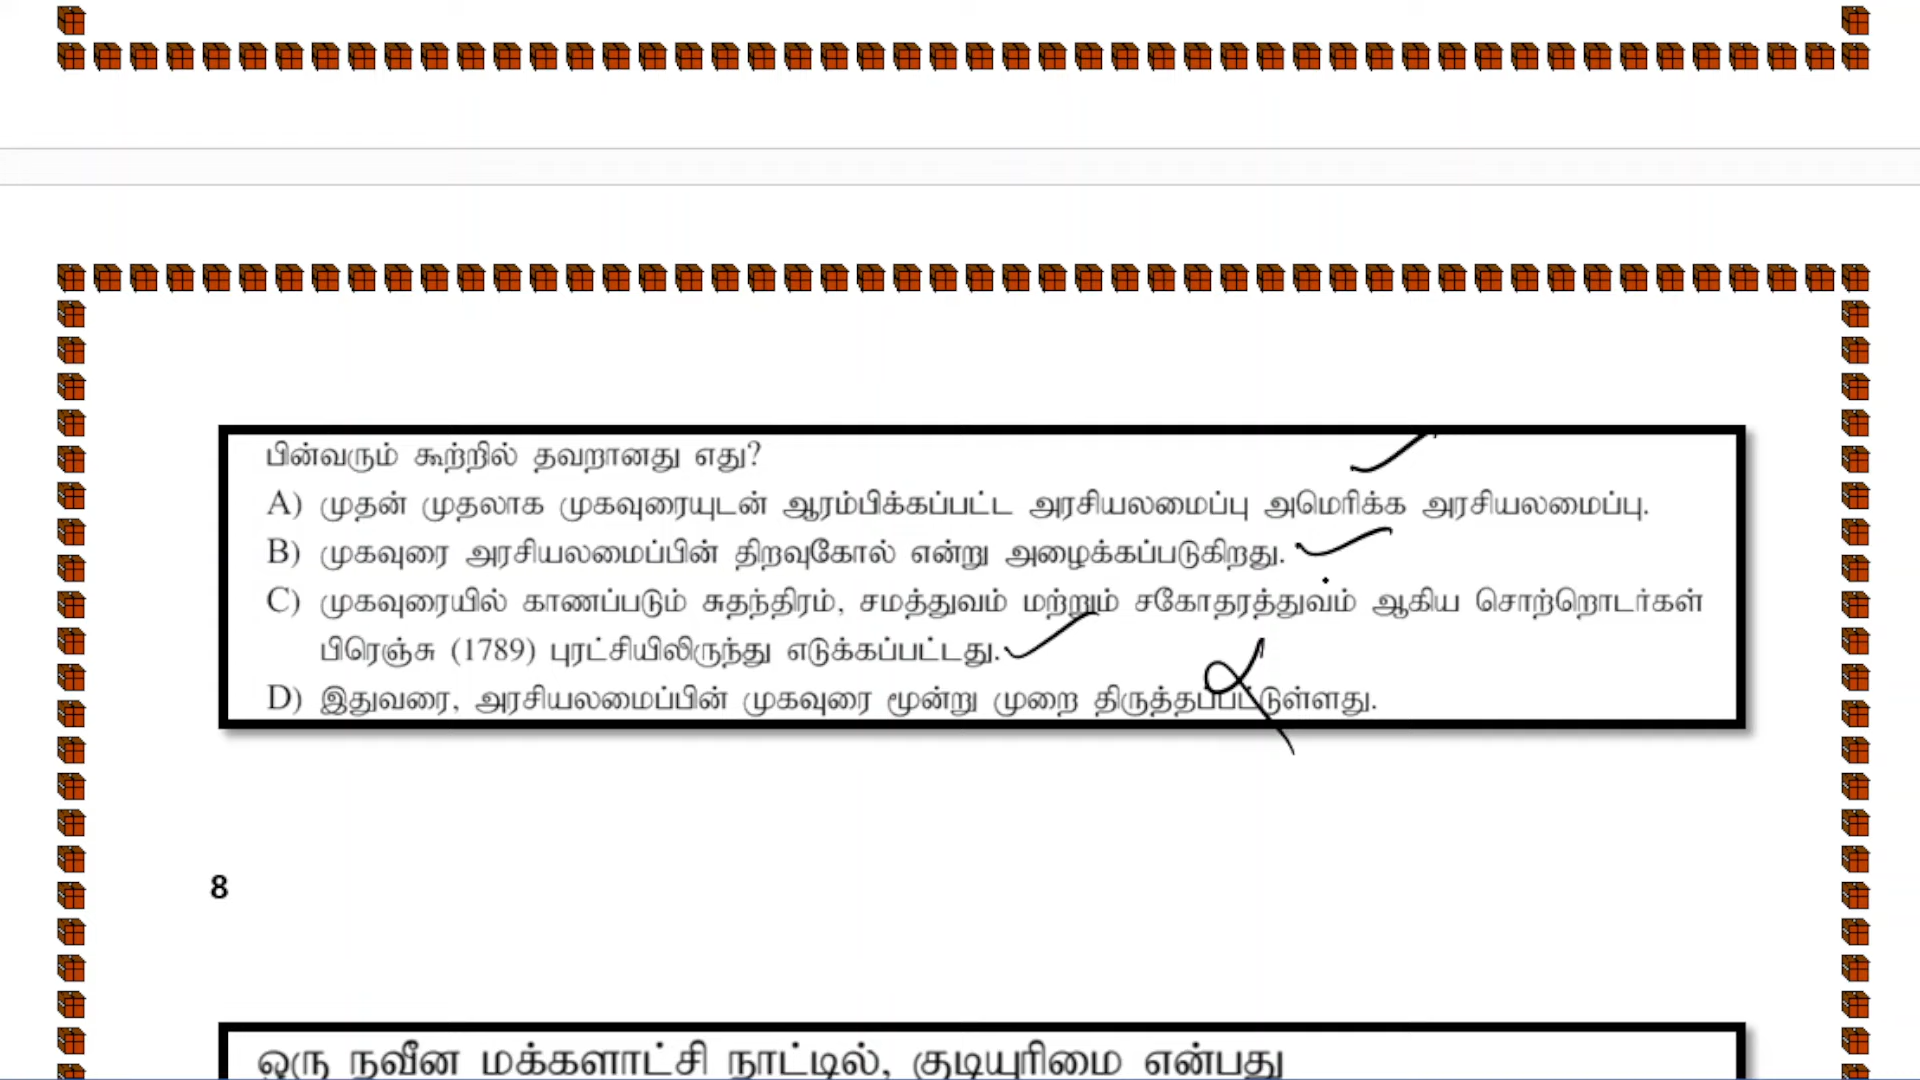 பின்வரும் கூற்றில் தவறானது எது?
A) முதன் முதலாக முகவுரையுடன் ஆரம்பிக்கப்பட்ட அரசியலமைப்பு அமெரிக்க அரசியலமைப்பு.
B) முகவுரை அரசியலமைப்பின் திறவுகோல் என்று அழைக்கப்படுகிறது.
C) முகவுரையில் காணப்படும் சுதந்திரம், சமத்துவம் மற்றும் சகோதரத்துவம் ஆகிய சொற்றொடர்கள்
பிரெஞ்சு (1789) புரட்சியிலிருந்து எடுக்கப்பட்டது.
D) இதுவரை, அரசியலமைப்பின் முகவுரை மூன்று முறை திருத்தப்பட்டுள்ளது.
8
ஒரு நவீன மக்களாட்சி நாட்டில், குடியுரிமை என்பது